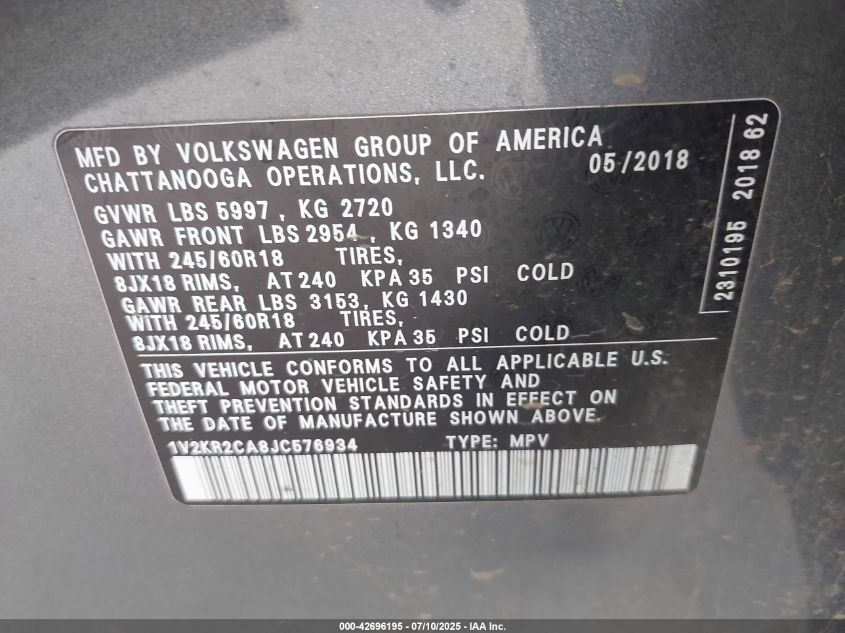 MFD BY VOLKSWAGEN GROUP OF AMERICA
CHATTANOOGA OPERATIONS, LLC.
05/2018
GVWR LBS 5997 , KG 2720
GAWR FRONT LBS 2954 , KG 1340
WITH 245/60R18 TIRES,
8JX18 RIMS, AT 240 KPA 35 PSI COLD
GAWR REAR LBS 3153, KG 1430
WITH 245/60R18 TIRES,
8JX18 RIMS, AT 240 KPA 35 PSI COLD
2310195 2018 62
THIS VEHICLE CONFORMS TO ALL APPLICABLE U.S.
FEDERAL MOTOR VEHICLE SAFETY AND
THEFT PREVENTION STANDARDS IN EFFECT ON
THE DATE OF MANUFACTURE SHOWN ABOVE.
1V2KR2CA8JC576934 TYPE: MPV
000-42696195 - 07/10/2025 - IAA Inc.